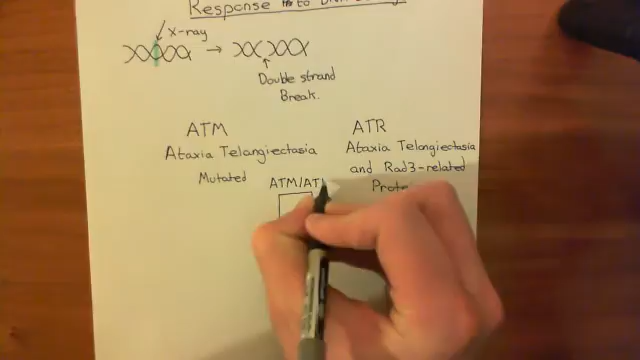 Response to DNA
X-ray
Double strand
Break.
ATM
Ataxia Telangiectasia
Mutated
ATR
Ataxia Telangiectasia
and Rad3-related
Prote
ATM/AT